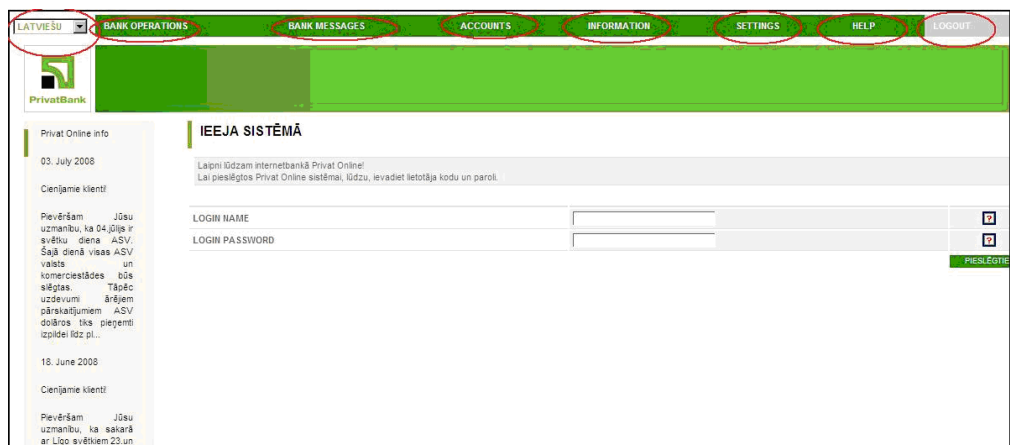 LATVIEŠU BANK OPERATIONS BANK MESSAGES ACCOUNTS INFORMATION SETTINGS HELP LOGOUT
PrivatBank
Privat Online info
03. July 2008
Cienījamie klienti!
Pievēršam Jūsu
uzmanību, ka 04.jūlijs ir
svētku diena ASV.
Šajā dienā visas ASV
valsts un
komerciestādes būs
slēgtas. Tāpēc
uzdevumi ārējiem
pārskaitījumiem ASV
dolāros tiks pieņemti
izpildei līdz pl...
18. June 2008
Cienījamie klienti!
Pievēršam Jūsu
uzmanību, ka sakarā
ar Līgo svētkiem 23.un
IEEJA SISTĒMĀ
Laipni lūdzam internetbankā Privat Online!
Lai pieslēgtos Privat Online sistēmai, lūdzu, ievadiet lietotāja kodu un paroli.
LOGIN NAME ?
LOGIN PASSWORD ?
PIESLĒGTIE